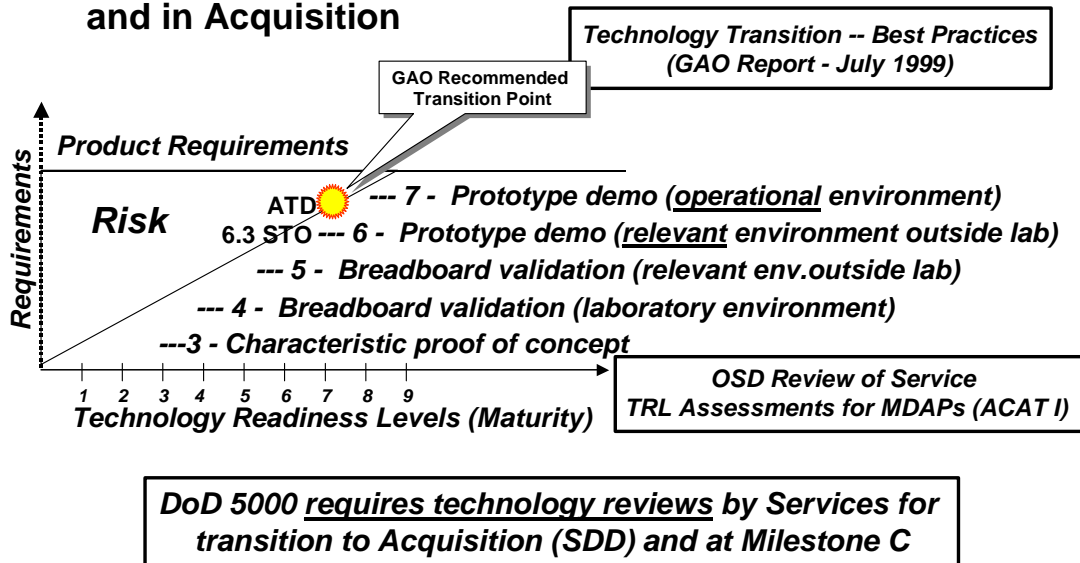 and in Acquisition
Technology Transition -- Best Practices
(GAO Report - July 1999)
GAO Recommended
Transition Point
Requirements
Product Requirements
Risk
ATD
--- 7 - Prototype demo (operational environment)
6.3 STO
--- 6 - Prototype demo (relevant environment outside lab)
--- 5 - Breadboard validation (relevant env.outside lab)
--- 4 - Breadboard validation (laboratory environment)
---3 - Characteristic proof of concept
1 2 3 4 5 6 7 8 9
Technology Readiness Levels (Maturity)
OSD Review of Service
TRL Assessments for MDAPs (ACAT I)
DoD 5000 requires technology reviews by Services for
transition to Acquisition (SDD) and at Milestone C